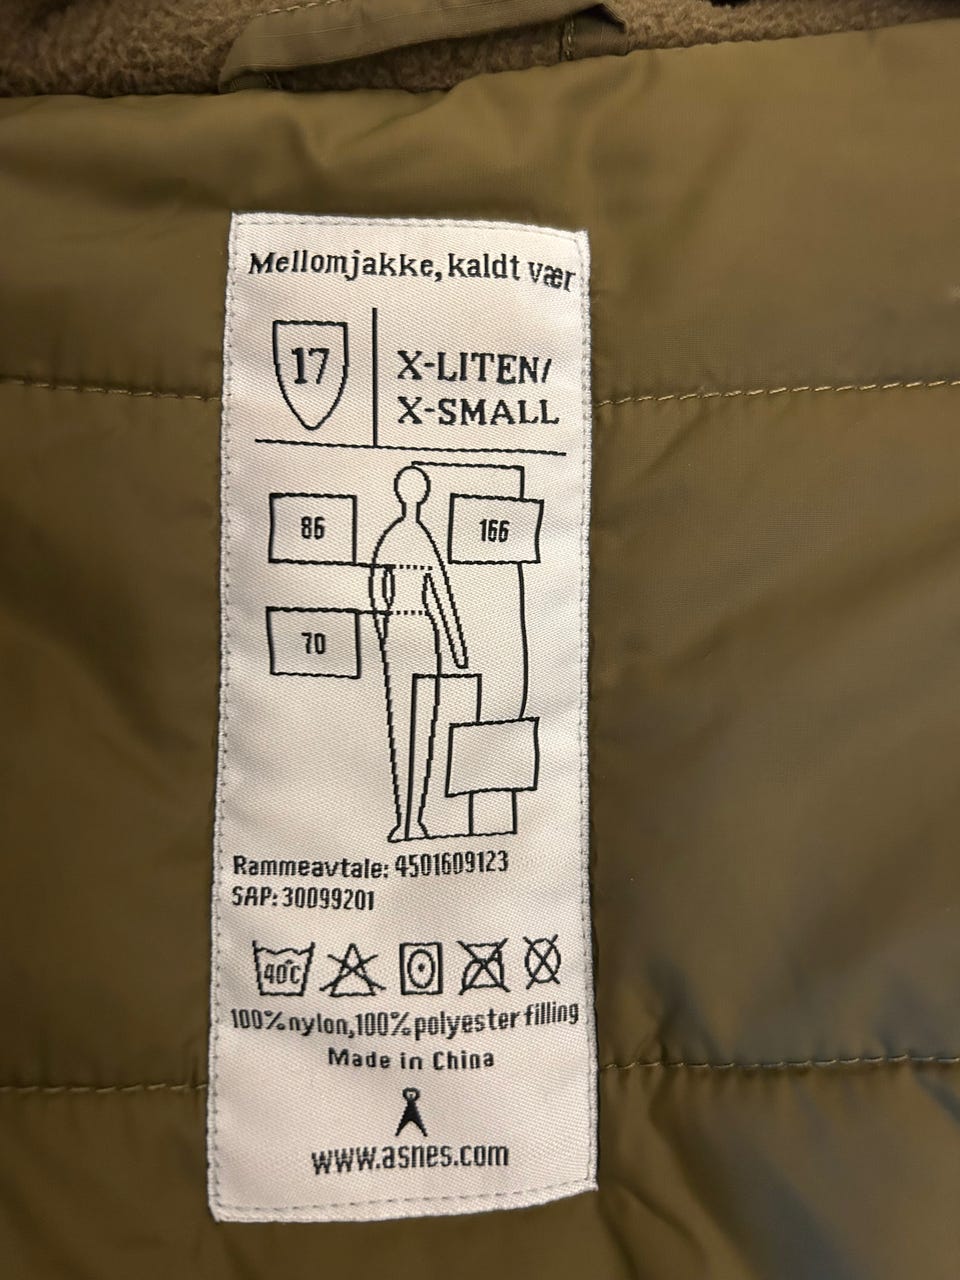 Mellomjakke, kaldt vær
17
X-LITEN/
X-SMALL
86
166
70
Rammeavtale: 4501609123
SAP: 30099201
40°C
100% nylon, 100% polyester filling
Made in China
www.asnes.com